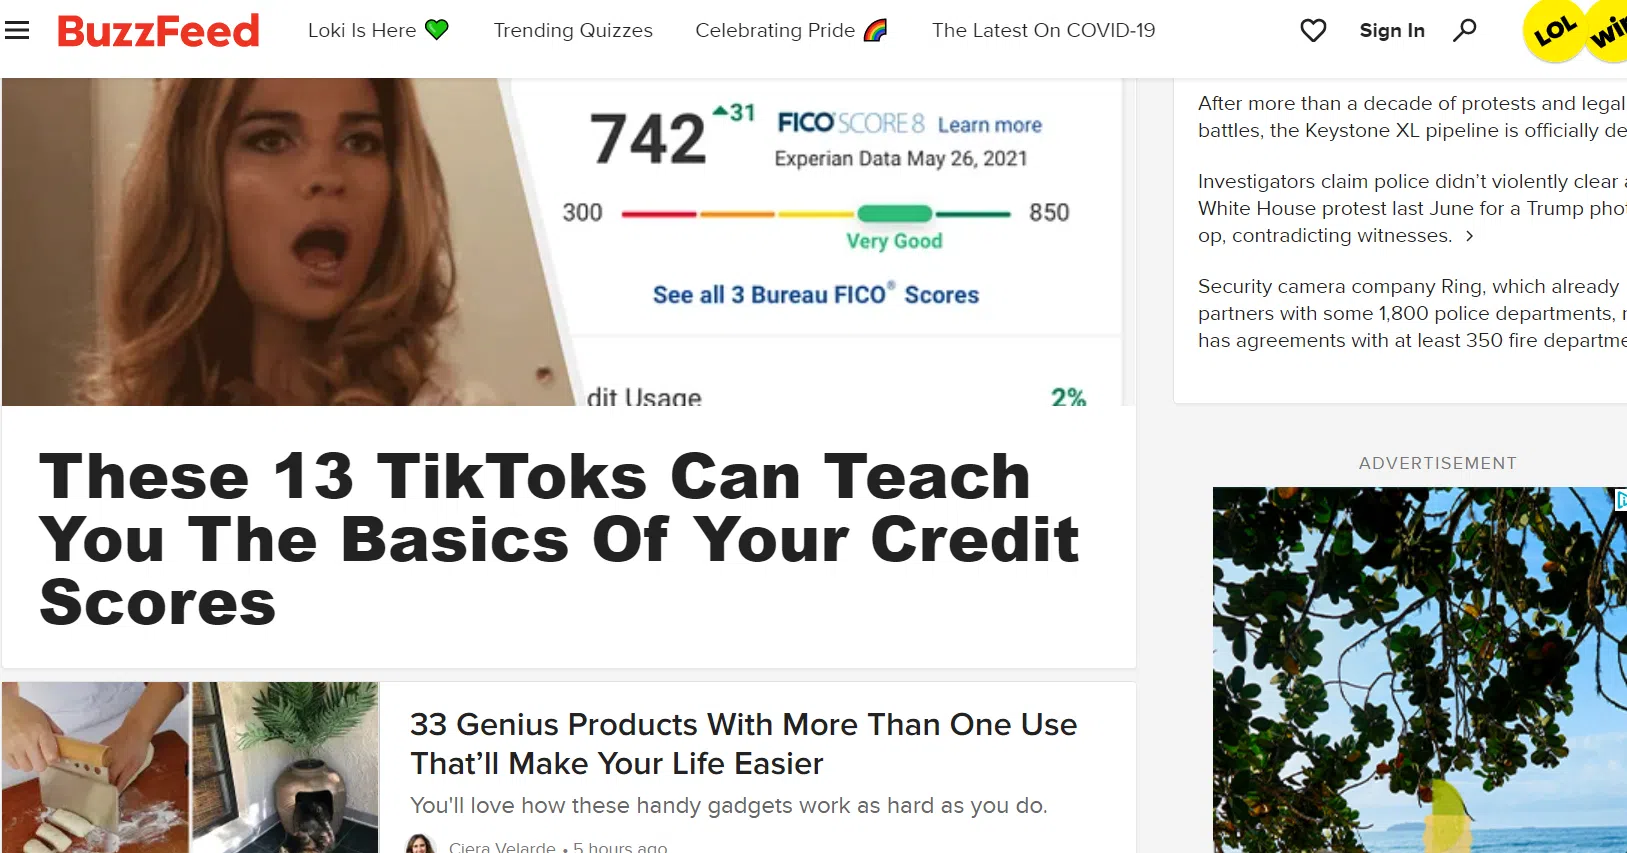 BuzzFeed
Loki Is Here 💚
Trending Quizzes
Celebrating Pride 🌈
The Latest On COVID-19
Sign In
LOL
742
31
FICO® SCORE 8 Learn more
Experian Data May 26, 2021
300
850
Very Good
See all 3 Bureau FICO® Scores
dit Usage
2%
These 13 TikToks Can Teach
You The Basics Of Your Credit
Scores
33 Genius Products With More Than One Use
That’ll Make Your Life Easier
You'll love how these handy gadgets work as hard as you do.
Ciera Velarde • 5 hours ago
After more than a decade of protests and legal
battles, the Keystone XL pipeline is officially de
Investigators claim police didn’t violently clear
White House protest last June for a Trump pho
op, contradicting witnesses. >
Security camera company Ring, which already
partners with some 1,800 police departments,
has agreements with at least 350 fire departme
ADVERTISEMENT